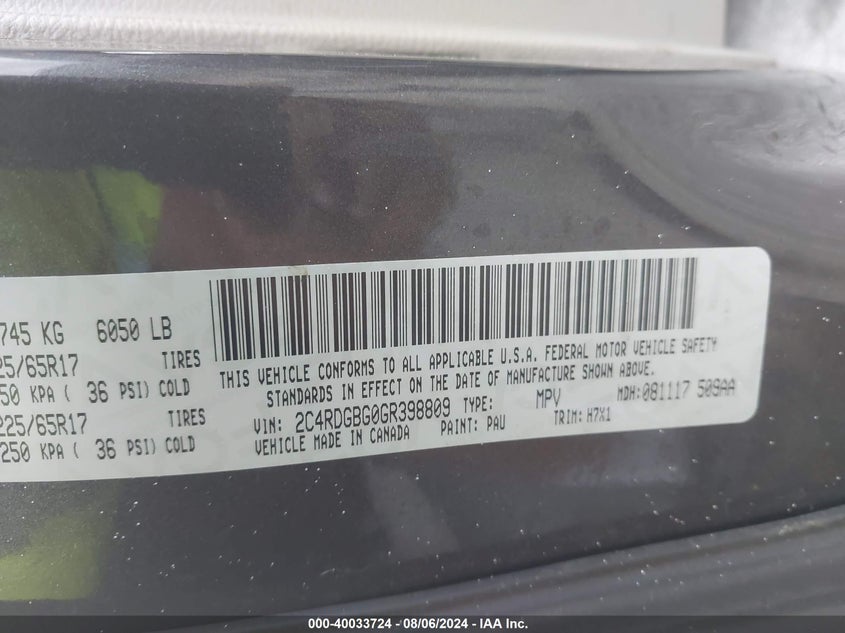 745 KG 6050 LB
25/65R17 TIRES
50 KPA ( 36 PSI) COLD
225/65R17 TIRES
250 KPA ( 36 PSI) COLD
THIS VEHICLE CONFORMS TO ALL APPLICABLE U.S.A. FEDERAL MOTOR VEHICLE SAFETY
STANDARDS IN EFFECT ON THE DATE OF MANUFACTURE SHOWN ABOVE.
VIN: 2C4RDGBG0GR398809 TYPE: MPV MDH:081117 509AA
VEHICLE MADE IN CANADA PAINT: PAU TRIM: H7X1
000-40033724 - 08/06/2024 - IAA Inc.